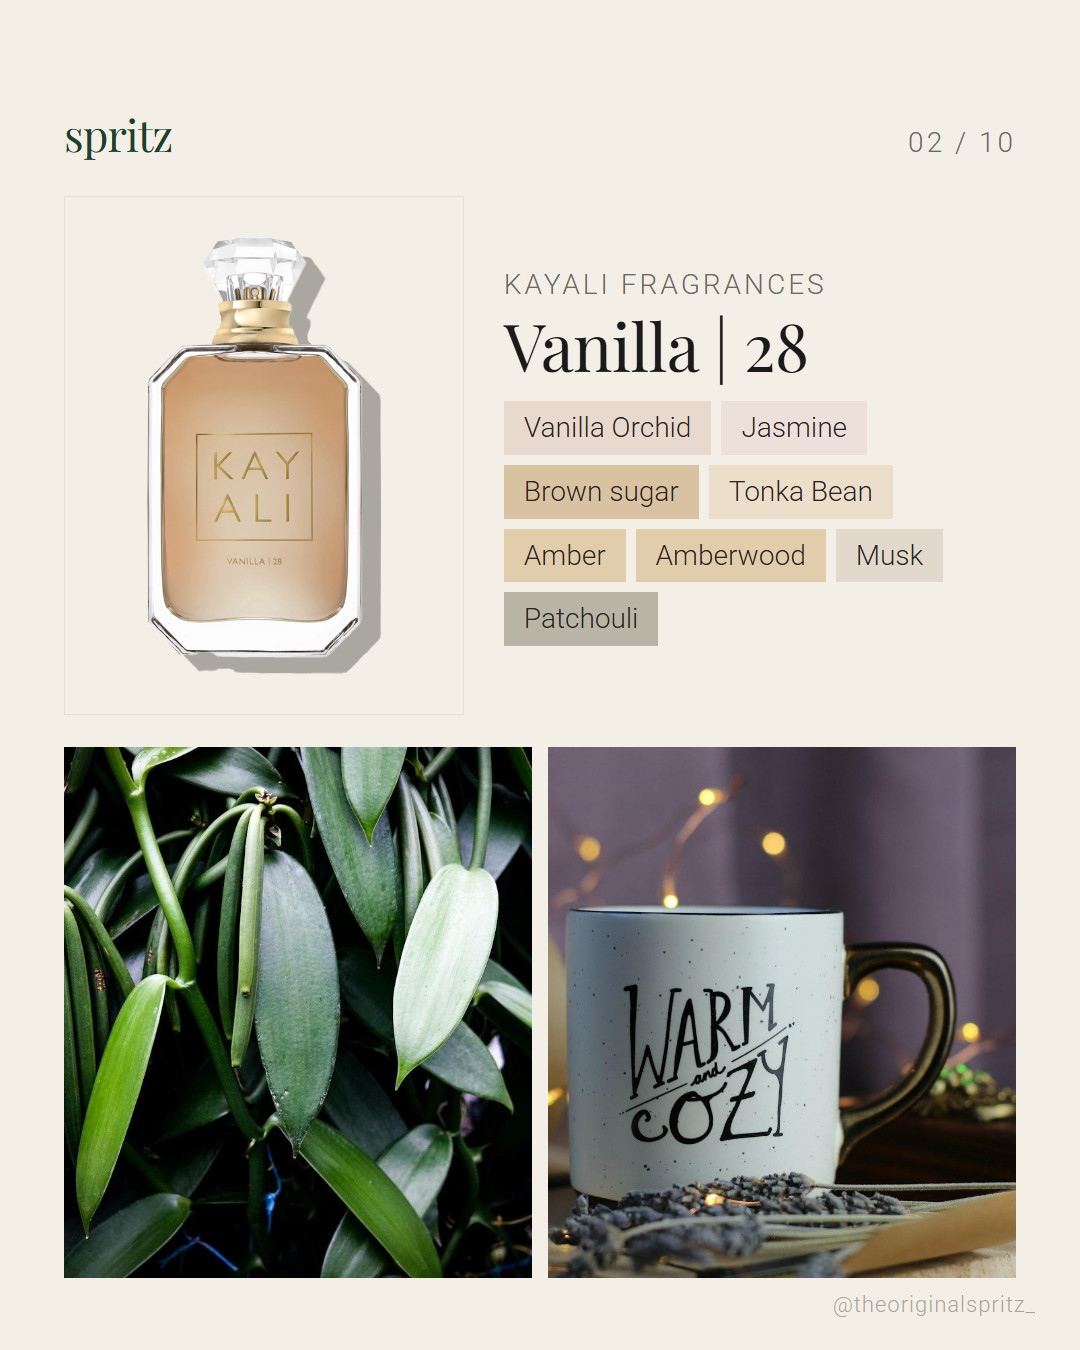 spritz
02 / 10
KAYALI FRAGRANCES
Vanilla | 28
Vanilla Orchid
Jasmine
Brown sugar
Tonka Bean
Amber
Amberwood
Musk
Patchouli
KAY
ALI
VANILLA | 28
WARM
and
COZY
@theoriginalspritz_